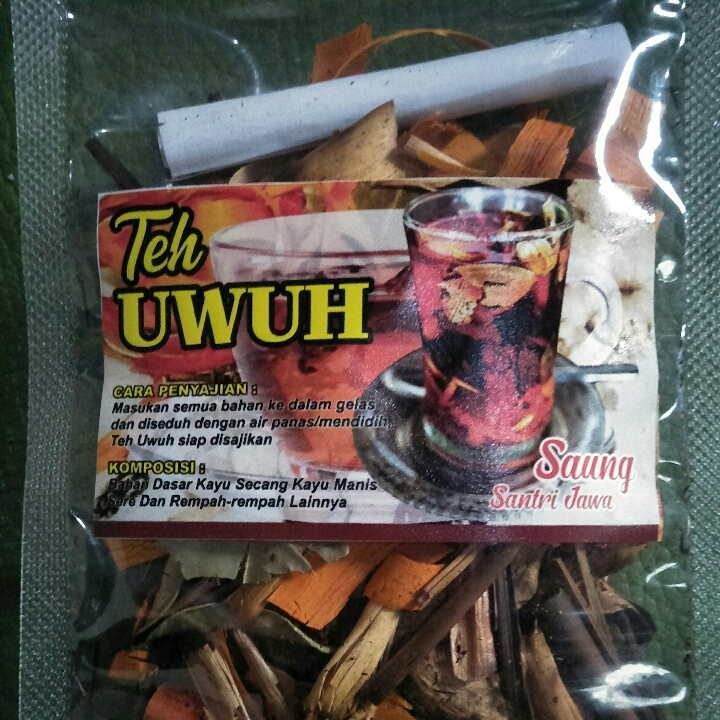 Teh
UWUH
CARA PENYAJIAN :
Masukan semua bahan ke dalam gelas
dan diseduh dengan air panas/mendidih,
Teh Uwuh siap disajikan
KOMPOSISI :
Bahan Dasar Kayu Secang Kayu Manis
Sere Dan Rempah-rempah Lainnya
Saung
Santri Jawa